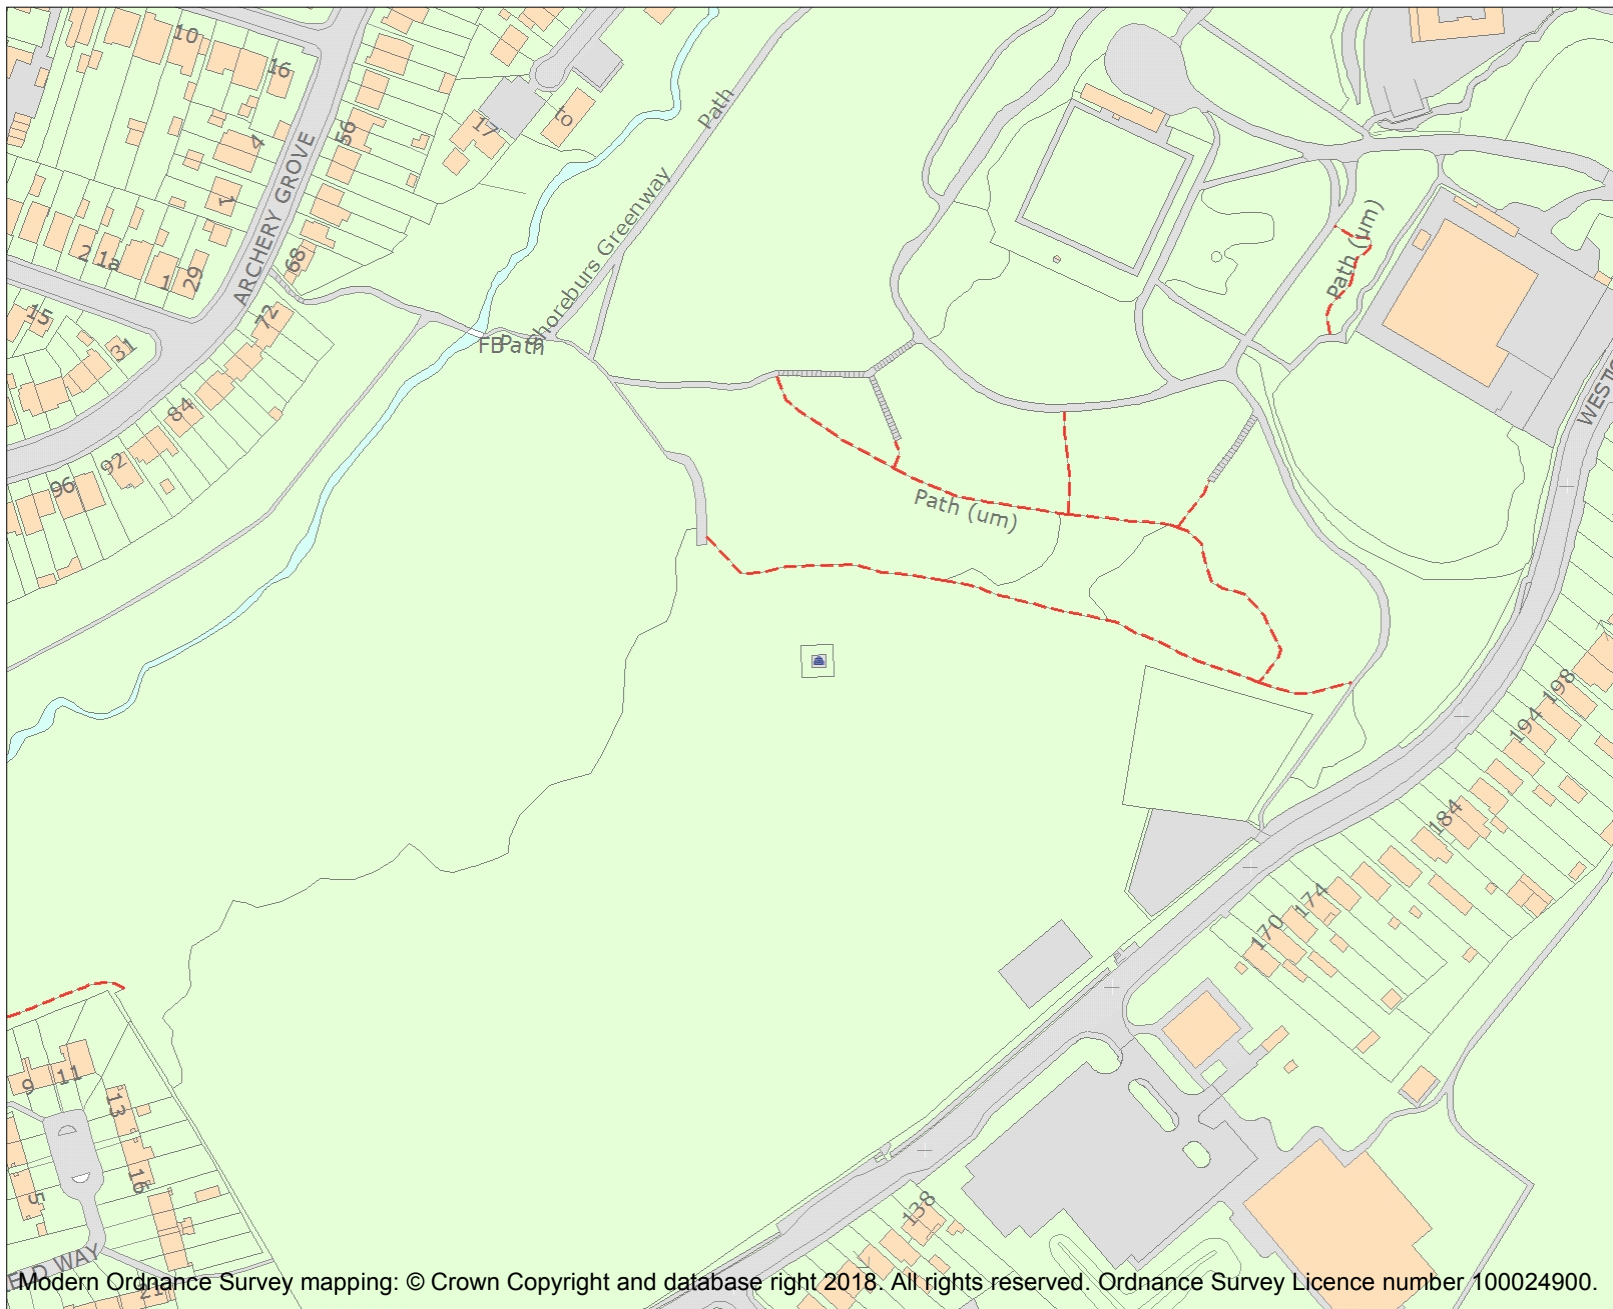 10
16
56
4
1
17
to
Path
ARCHERY GROVE
Shoreburs Greenway
Path (um)
2
1a
1
29
68
15
31
72
FB
Path
84
92
96
WEST
Path (um)
198
194
184
174
170
9
11
13
16
5
138
21
Modern Ordnance Survey mapping: © Crown Copyright and database right 2018. All rights reserved. Ordnance Survey Licence number 100024900.